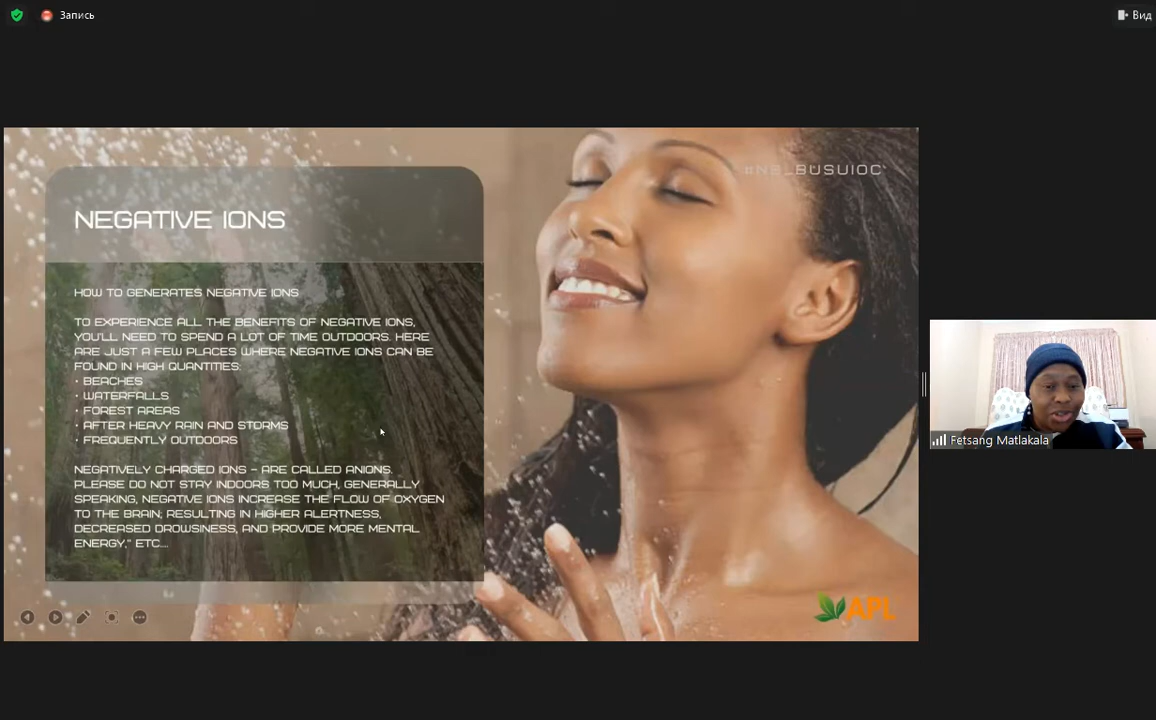 Запись
Вид
NEGATIVE IONS
HOW TO GENERATES NEGATIVE IONS
TO EXPERIENCE ALL THE BENEFITS OF NEGATIVE IONS,
YOU'LL NEED TO SPEND A LOT OF TIME OUTDOORS. HERE
ARE JUST A FEW PLACES WHERE NEGATIVE IONS CAN BE
FOUND IN HIGH QUANTITIES:
• BEACHES
• WATERFALLS
• FOREST AREAS
• AFTER HEAVY RAIN AND STORMS
• FREQUENTLY OUTDOORS
NEGATIVELY CHARGED IONS – ARE CALLED ANIONS.
PLEASE DO NOT STAY INDOORS TOO MUCH, GENERALLY
SPEAKING, NEGATIVE IONS INCREASE THE FLOW OF OXYGEN
TO THE BRAIN; RESULTING IN HIGHER ALERTNESS,
DECREASED DROWSINESS, AND PROVIDE MORE MENTAL
ENERGY," ETC....
APL
Fetsang Matlakala